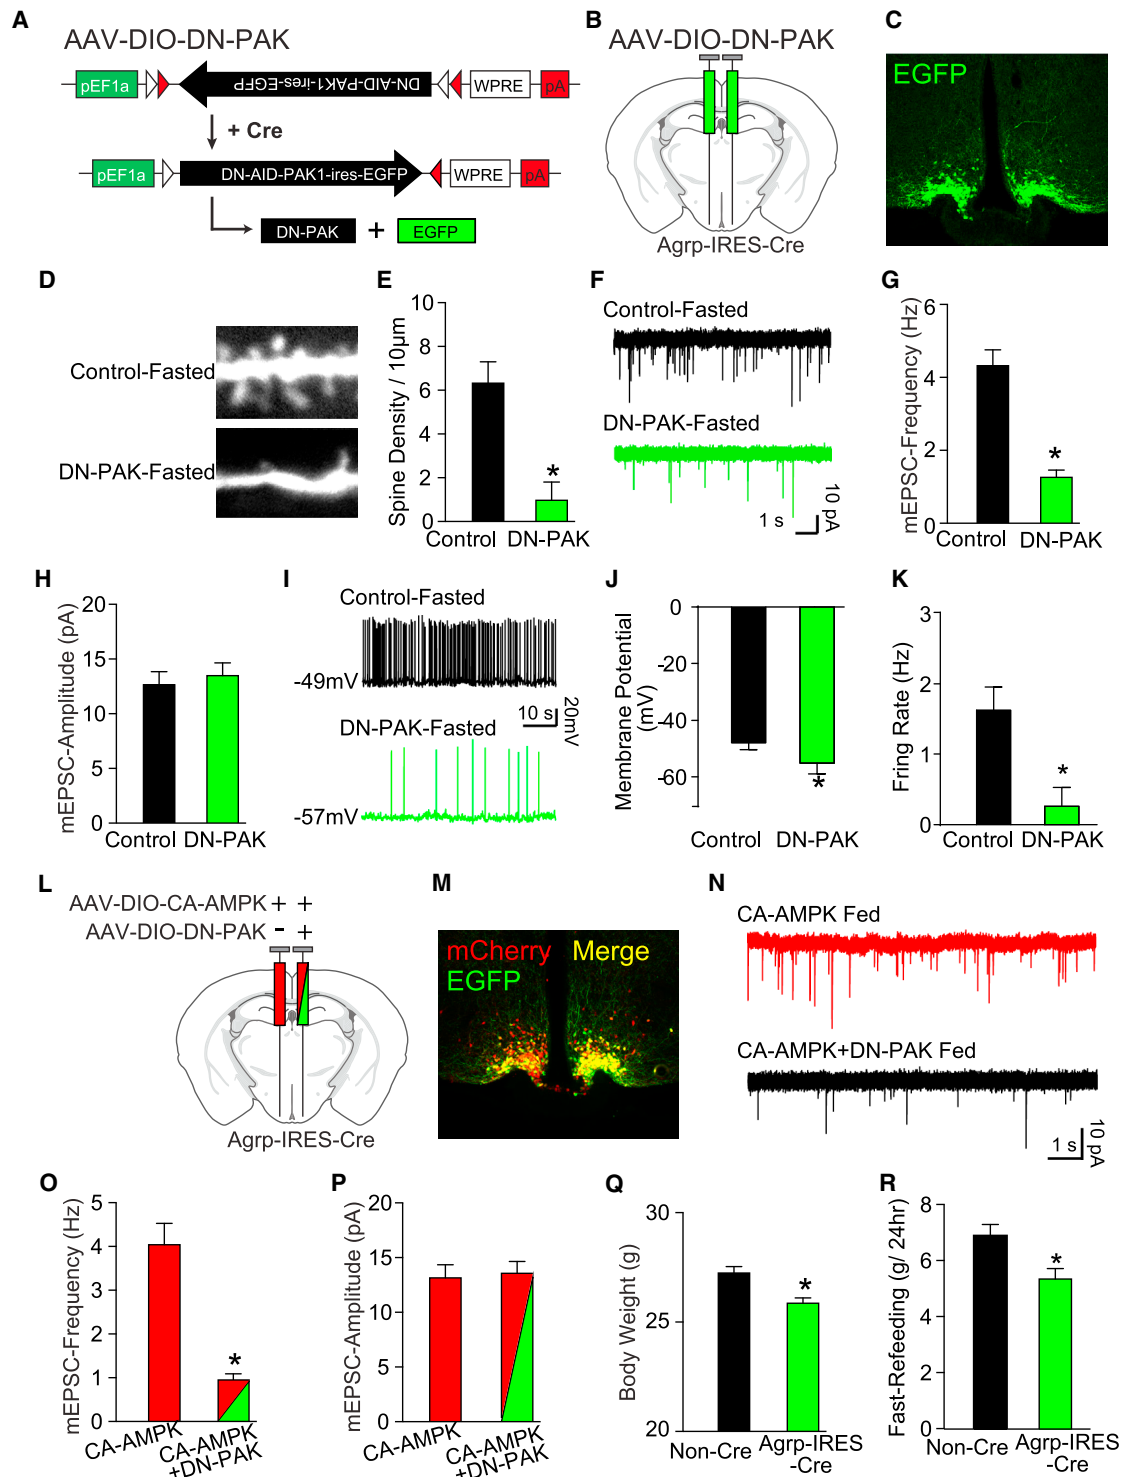 A
AAV-DIO-DN-PAK
pEF1a
DN-AID-PAK1-ires-EGFP
WPRE
pA
+ Cre
pEF1a
DN-AID-PAK1-ires-EGFP
WPRE
pA
DN-PAK
+
EGFP
B
AAV-DIO-DN-PAK
Agrp-IRES-Cre
C
EGFP
D
Control-Fasted
DN-PAK-Fasted
E
Spine Density / 10µm
10
8
6
4
2
0
*
Control DN-PAK
F
Control-Fasted
DN-PAK-Fasted
1 s
10 pA
G
mEPSC-Frequency (Hz)
6
4
2
0
*
Control DN-PAK
H
mEPSC-Amplitude (pA)
20
15
10
5
0
Control DN-PAK
I
Control-Fasted
-49mV
10 s
20mV
DN-PAK-Fasted
-57mV
J
Membrane Potential
(mV)
0
-20
-40
-60
*
Control DN-PAK
K
Fring Rate (Hz)
3
2
1
0
*
Control DN-PAK
L
AAV-DIO-CA-AMPK + +
AAV-DIO-DN-PAK - +
Agrp-IRES-Cre
M
mCherry Merge
EGFP
N
CA-AMPK Fed
CA-AMPK+DN-PAK Fed
1 s
10 pA
O
mEPSC-Frequency (Hz)
5
4
3
2
1
0
*
CA-AMPK
CA-AMPK
+DN-PAK
P
mEPSC-Amplitude (pA)
20
15
10
5
0
CA-AMPK
CA-AMPK
+DN-PAK
Q
Body Weight (g)
30
25
20
*
Non-Cre
Agrp-IRES
-Cre
R
Fast-Refeeding (g/ 24hr)
8
6
4
2
0
*
Non-Cre
Agrp-IRES
-Cre